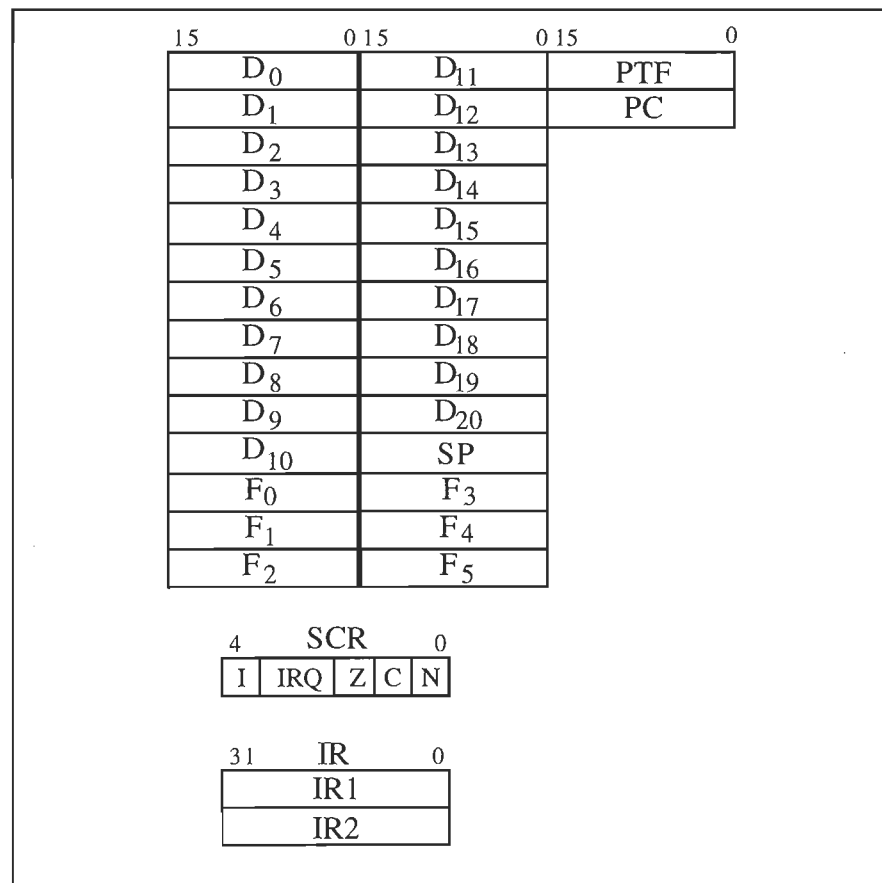 15 0 15 0 15 0
D0 D11 PTF
D1 D12 PC
D2 D13
D3 D14
D4 D15
D5 D16
D6 D17
D7 D18
D8 D19
D9 D20
D10 SP
F0 F3
F1 F4
F2 F5
4 SCR 0
I IRQ Z C N
31 IR 0
IR1
IR2